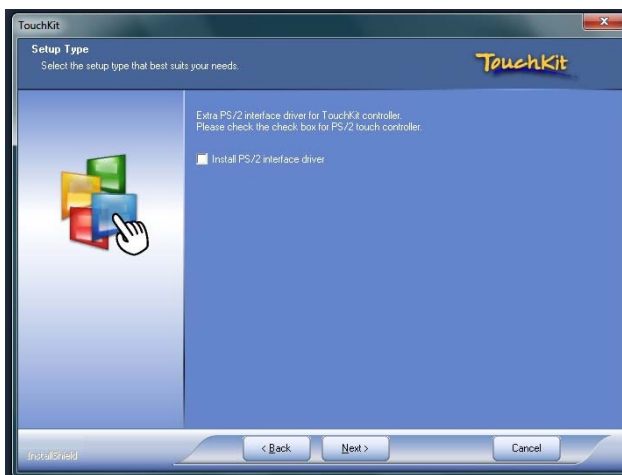 TouchKit
Setup Type
Select the setup type that best suits your needs.
TouchKit
Extra PS/2 interface driver for TouchKit controller.
Please check the check box for PS/2 touch controller.
Install PS/2 interface driver
InstallShield
< Back
Next >
Cancel